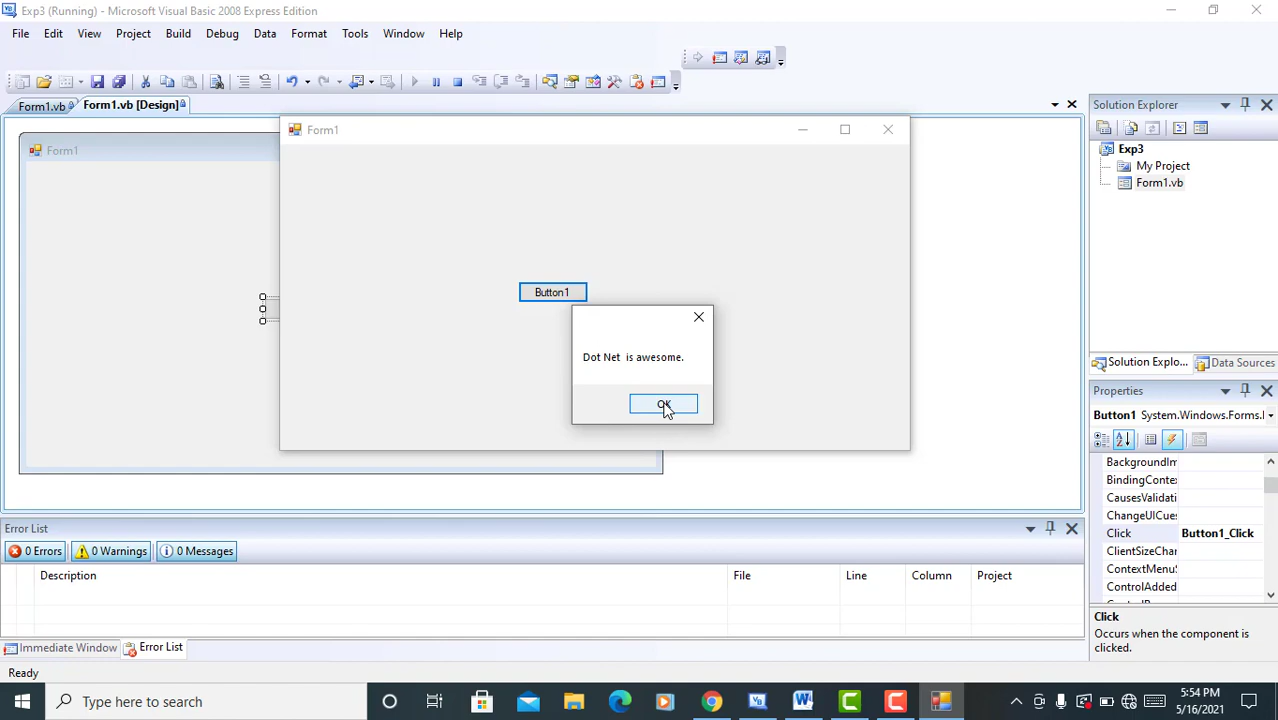 Exp3 (Running) - Microsoft Visual Basic 2008 Express Edition
File Edit View Project Build Debug Data Format Tools Window Help
Form1.vb Form1.vb [Design]
Solution Explorer
Form1
Form1
Exp3
My Project
Form1.vb
Button1
Dot Net  is awesome.
OK
Solution Explo... Data Sources
Properties
Button1 System.Windows.Forms.
BackgroundIm
BindingContex
CausesValidati
ChangeUICues
Click Button1_Click
ClientSizeChar
ContextMenuS
ControlAdded
Click
Occurs when the component is
clicked.
Error List
0 Errors 0 Warnings 0 Messages
Description File Line Column Project
Immediate Window Error List
Ready
Type here to search
5:54 PM
5/16/2021